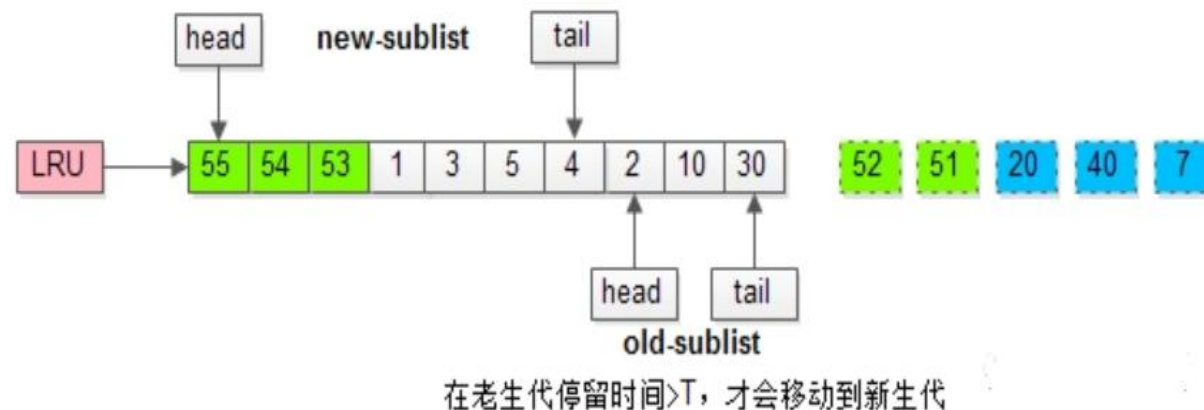 head new-sublist tail
LRU 55 54 53 1 3 5 4 2 10 30 52 51 20 40 7
head tail
old-sublist
在老生代停留时间>T，才会移动到新生代